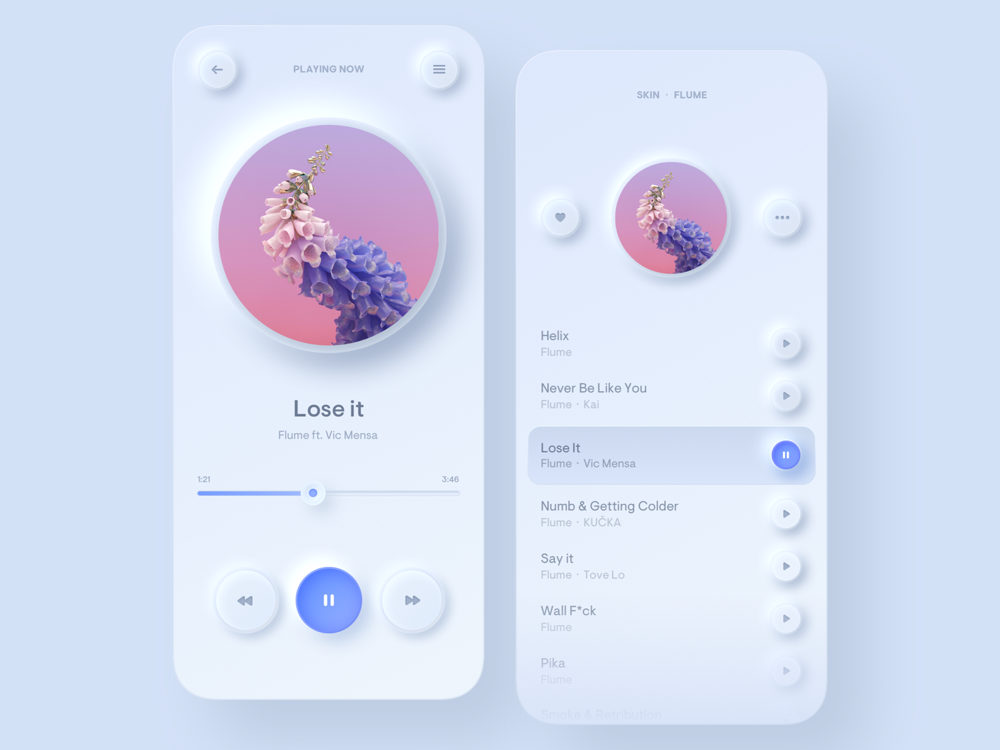 PLAYING NOW
Lose it
Flume ft. Vic Mensa
1:21
3:46
SKIN · FLUME
Helix
Flume
Never Be Like You
Flume · Kai
Lose It
Flume · Vic Mensa
Numb & Getting Colder
Flume · KUČKA
Say it
Flume · Tove Lo
Wall F*ck
Flume
Pika
Flume
Smoke & Retribution